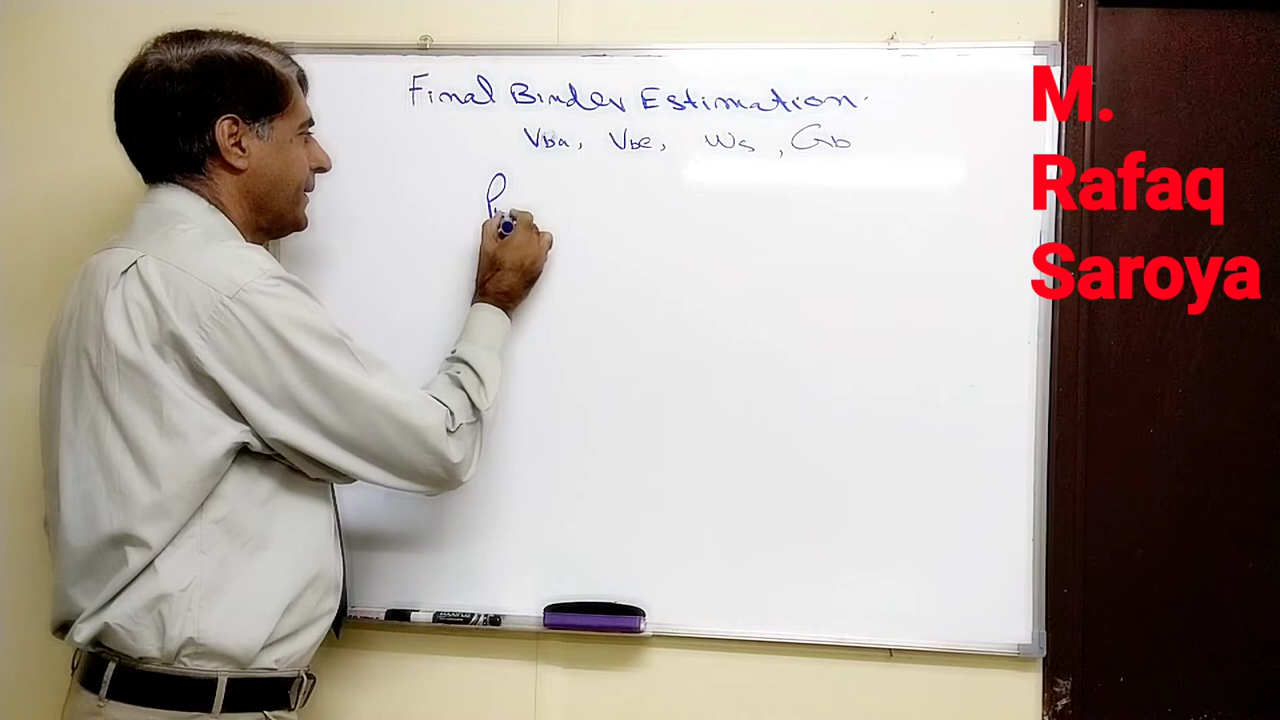 Final Binder Estimation.
Vba, Vbe, Ws, Gb
P
M.
Rafaq
Saroya